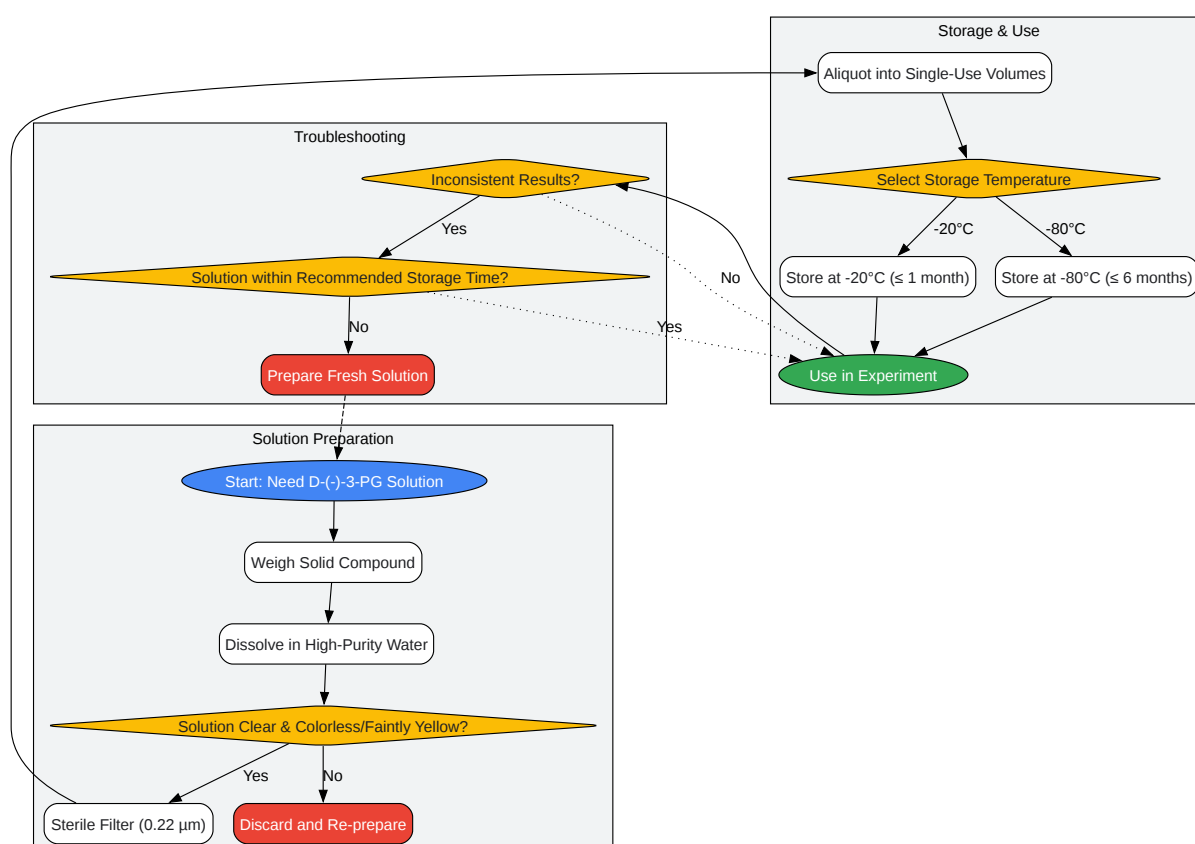 Storage & Use
Aliquot into Single-Use Volumes
Select Storage Temperature
-20°C
-80°C
Store at -20°C (≤ 1 month)
Store at -80°C (≤ 6 months)
Use in Experiment
Troubleshooting
Inconsistent Results?
Yes
No
Solution within Recommended Storage Time?
No
Yes
Prepare Fresh Solution
Solution Preparation
Start: Need D-(-)-3-PG Solution
Weigh Solid Compound
Dissolve in High-Purity Water
Solution Clear & Colorless/Faintly Yellow?
Yes
No
Sterile Filter (0.22 µm)
Discard and Re-prepare